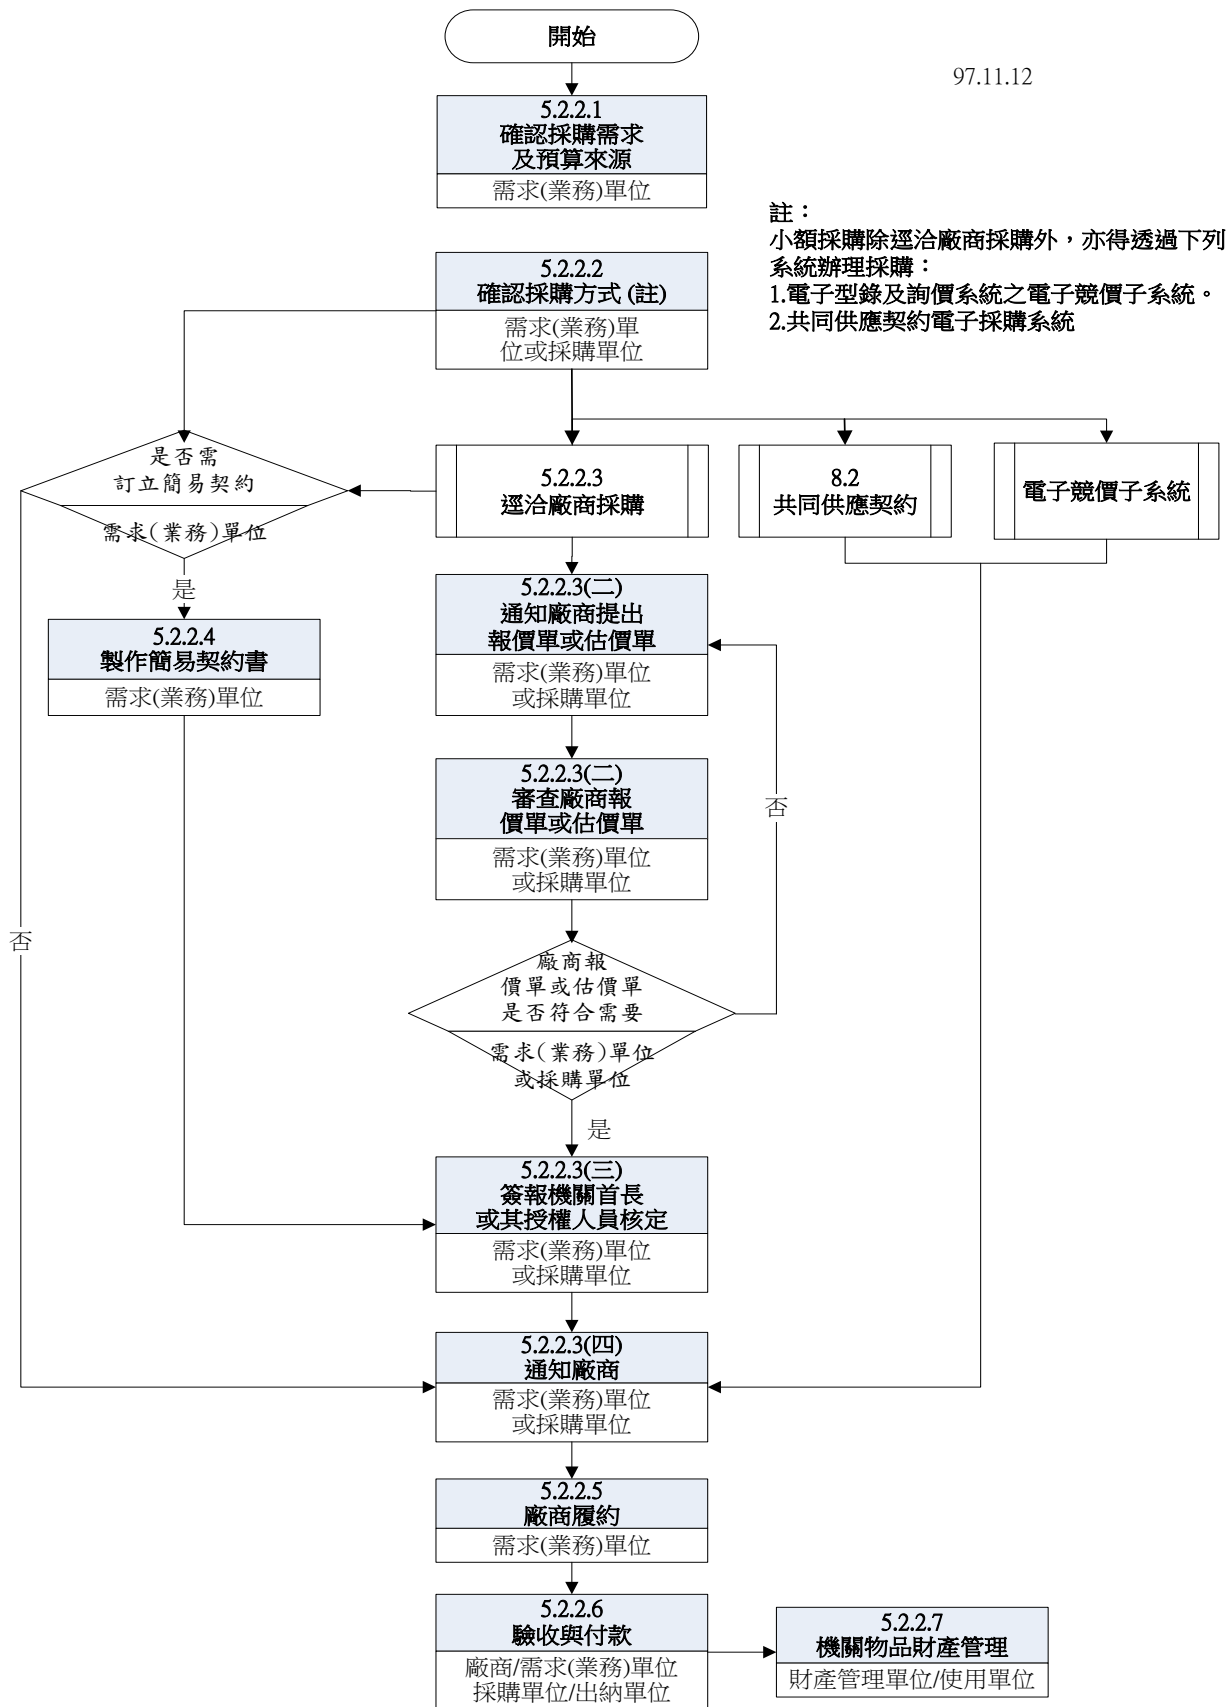 開始
97.11.12
5.2.2.1
確認採購需求
及預算來源
需求(業務)單位
註：
小額採購除逕洽廠商採購外，亦得透過下列
系統辦理採購：
1.電子型錄及詢價系統之電子競價子系統。
2.共同供應契約電子採購系統
5.2.2.2
確認採購方式 (註)
需求(業務)單
位或採購單位
是否需
訂立簡易契約
需求(業務)單位
5.2.2.3
逕洽廠商採購
8.2
共同供應契約
電子競價子系統
是
5.2.2.4
製作簡易契約書
需求(業務)單位
5.2.2.3(二)
通知廠商提出
報價單或估價單
需求(業務)單位
或採購單位
5.2.2.3(二)
審查廠商報
價單或估價單
需求(業務)單位
或採購單位
否
否
廠商報
價單或估價單
是否符合需要
需求(業務)單位
或採購單位
是
5.2.2.3(三)
簽報機關首長
或其授權人員核定
需求(業務)單位
或採購單位
5.2.2.3(四)
通知廠商
需求(業務)單位
或採購單位
5.2.2.5
廠商履約
需求(業務)單位
5.2.2.6
驗收與付款
廠商/需求(業務)單位
採購單位/出納單位
5.2.2.7
機關物品財產管理
財產管理單位/使用單位